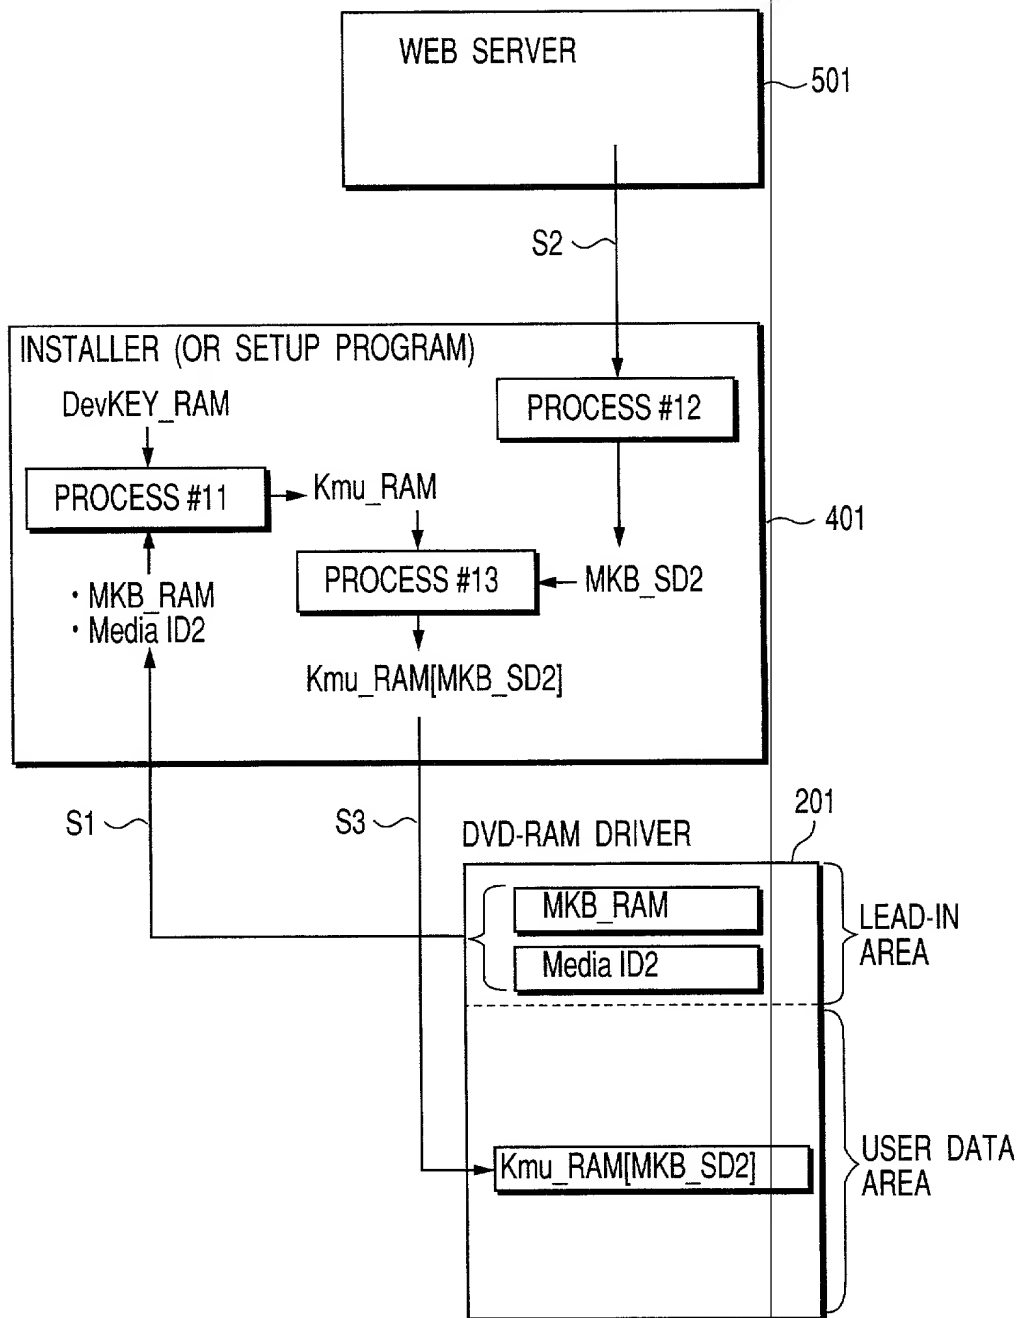 WEB SERVER
501
S2
INSTALLER (OR SETUP PROGRAM)
DevKEY_RAM
PROCESS #12
PROCESS #11
Kmu_RAM
401
PROCESS #13
MKB_SD2
· MKB_RAM
· Media ID2
Kmu_RAM[MKB_SD2]
S1
S3
201
DVD-RAM DRIVER
MKB_RAM
Media ID2
LEAD-IN
AREA
Kmu_RAM[MKB_SD2]
USER DATA
AREA